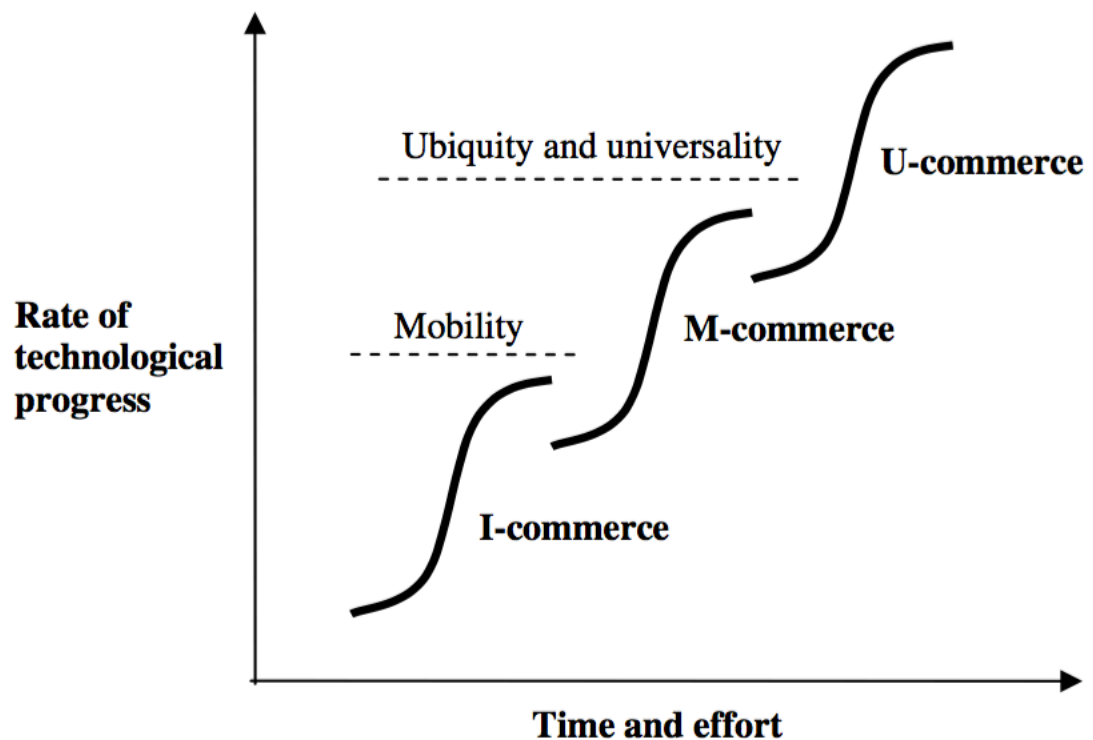 Ubiquity and universality
U-commerce
Rate of
technological
progress
Mobility
M-commerce
I-commerce
Time and effort